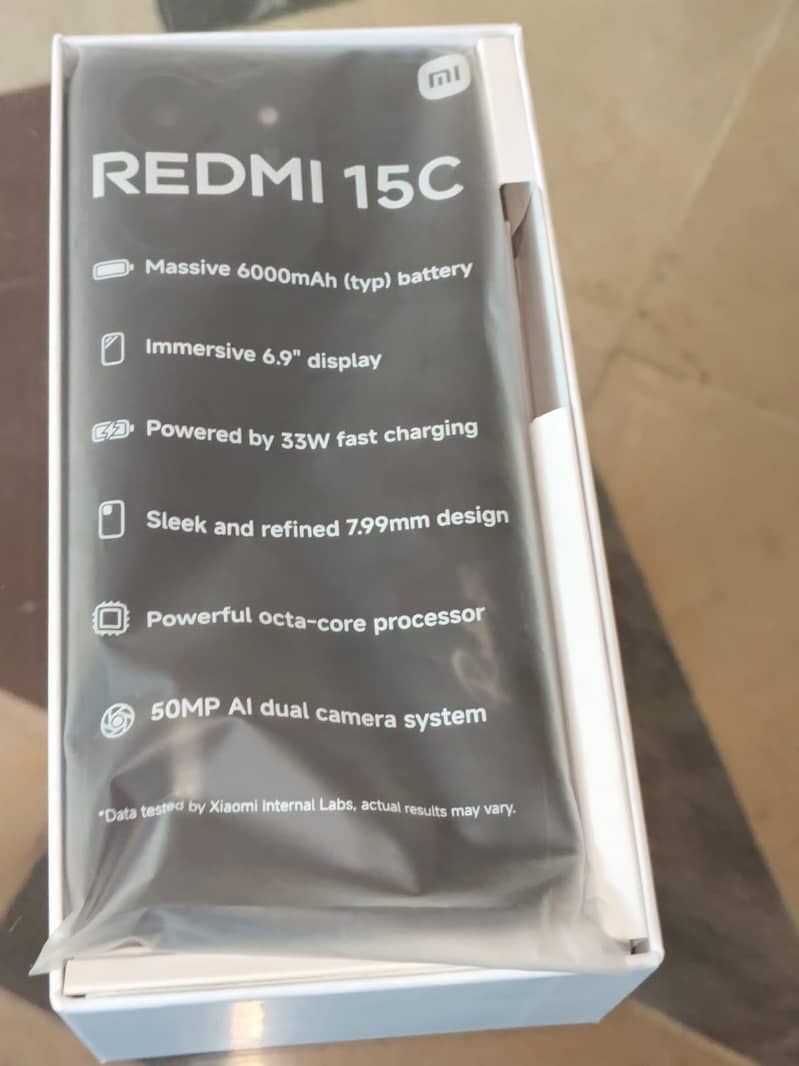 mi
REDMI 15C
Massive 6000mAh (typ) battery
Immersive 6.9" display
Powered by 33W fast charging
Sleek and refined 7.99mm design
Powerful octa-core processor
50MP AI dual camera system
*Data tested by Xiaomi Internal Labs, actual results may vary.